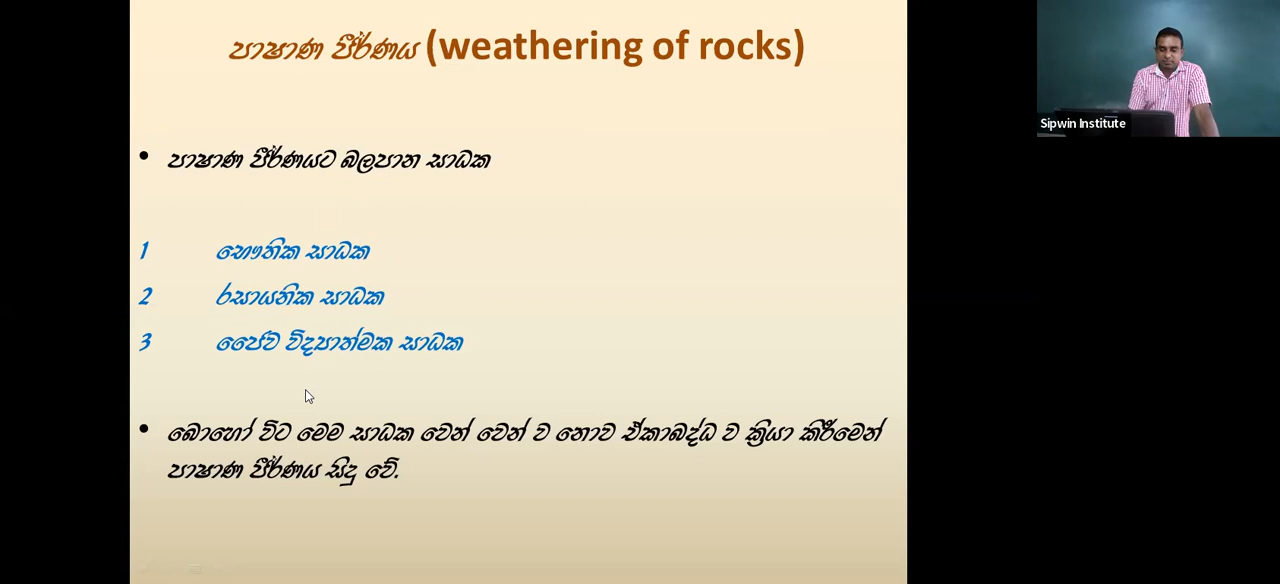 පාෂාණ ජීර්ණය (weathering of rocks)
• පාෂාණ ජීර්ණයට බලපාන සාධක
1 භෞතික සාධක
2 රසායනික සාධක
3 ජෛව විද්‍යාත්මක සාධක
• බොහෝ විට මෙම සාධක වෙන් වෙන් ව නොව ඒකාබද්ධ ව ක්‍රියා කිරීමෙන්
පාෂාණ ජීර්ණය සිදු වේ.
Sipwin Institute